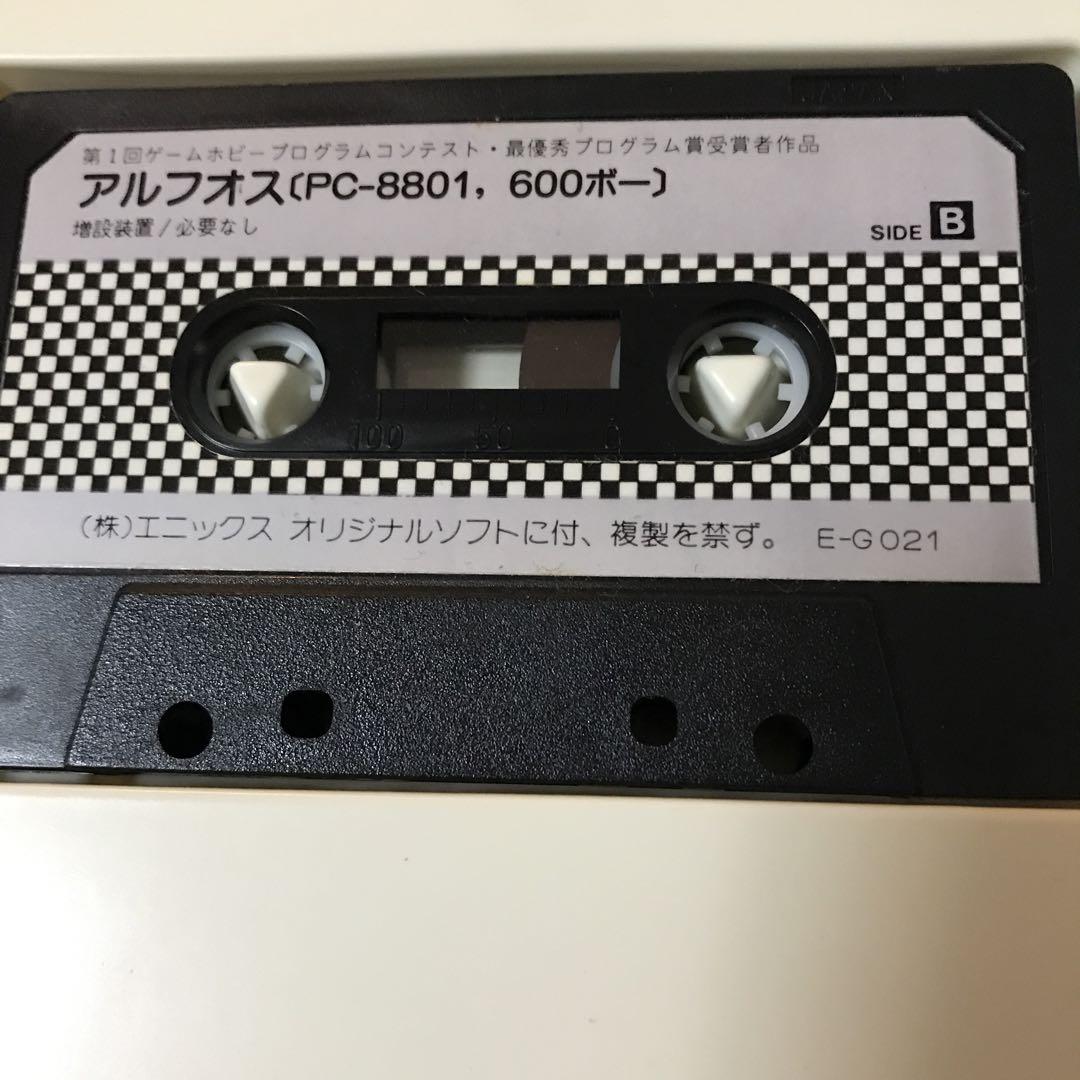 JAPAN
第1回ゲームホビープログラムコンテスト・最優秀プログラム賞受賞者作品
アルフオス〔PC-8801, 600ボー〕
増設装置/必要なし
SIDE B
100 50 0
(株)エニックス オリジナルソフトに付、複製を禁ず。 E-G021